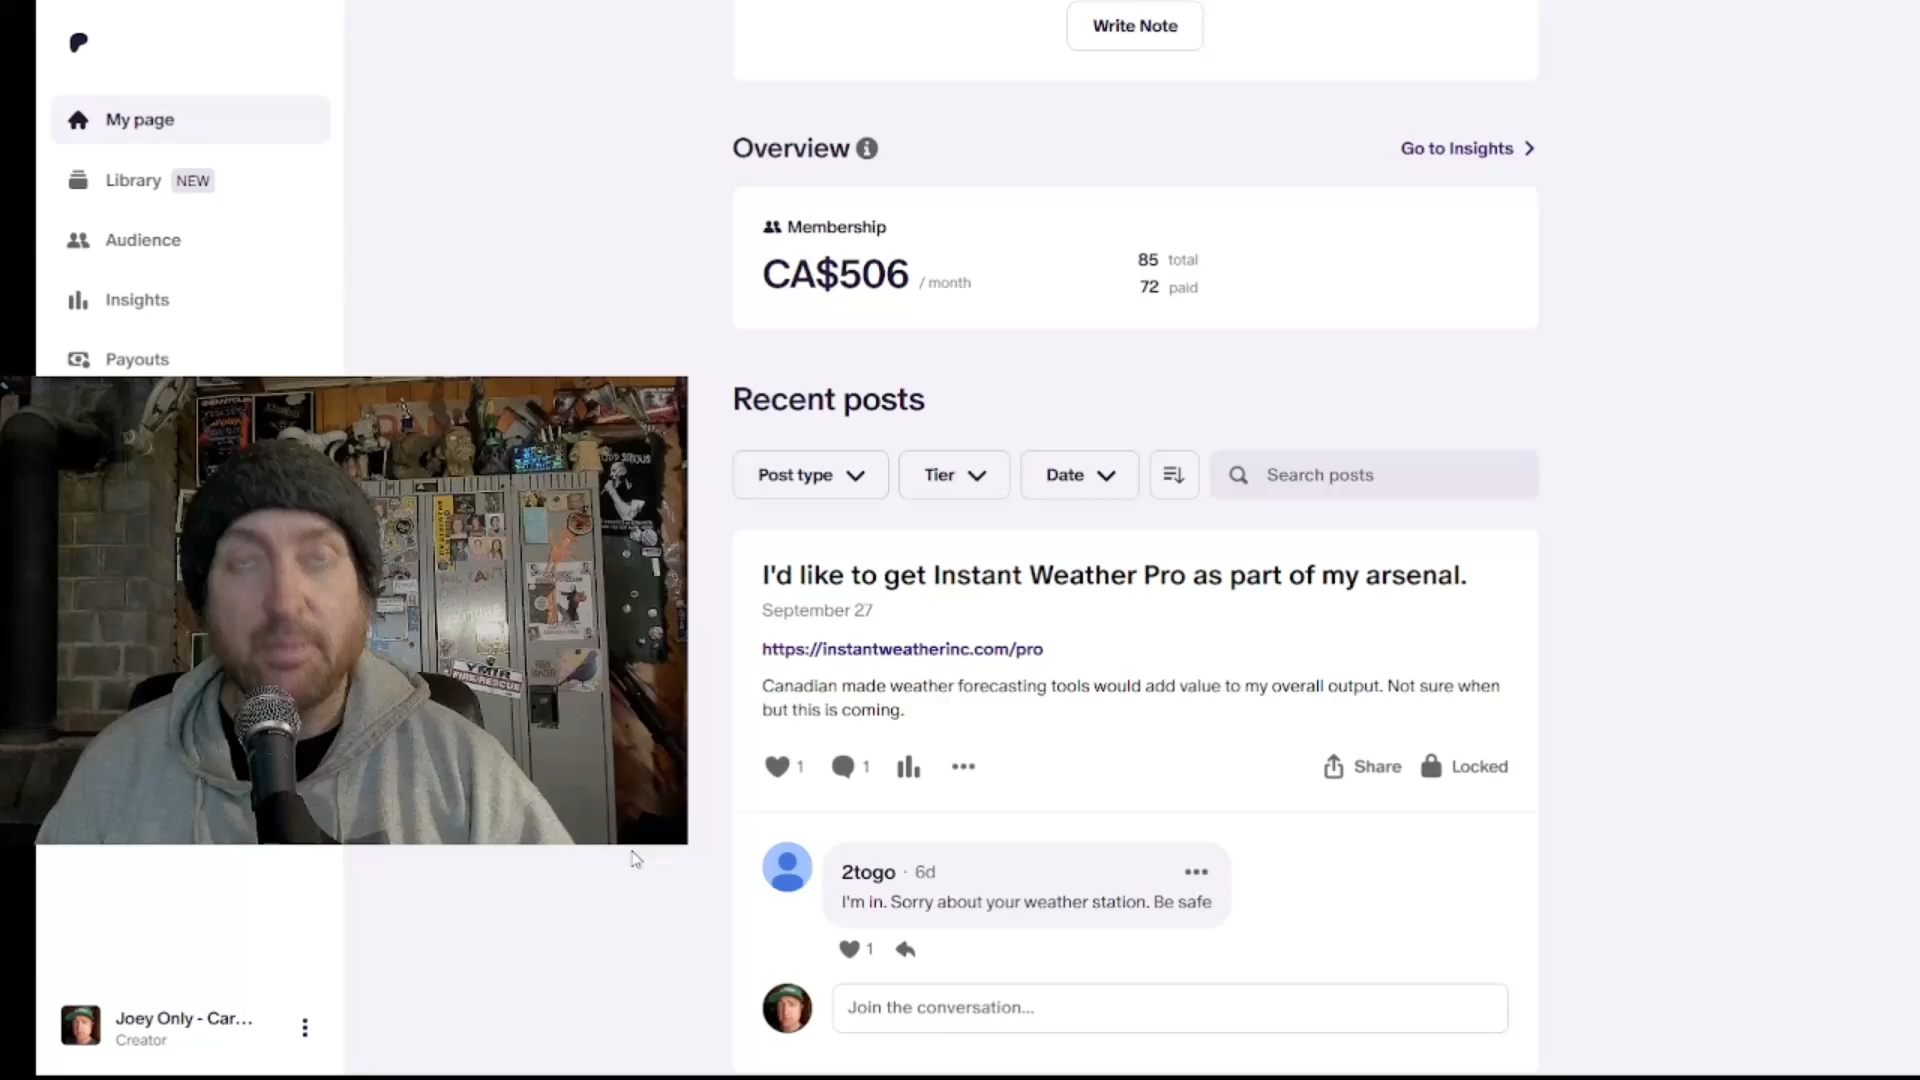 Write Note
My page
Library NEW
Audience
Insights
Payouts
Overview
Go to Insights
Membership
CA$506 / month
85 total
72 paid
Recent posts
Post type
Tier
Date
Search posts
I'd like to get Instant Weather Pro as part of my arsenal.
September 27
https://instantweatherinc.com/pro
Canadian made weather forecasting tools would add value to my overall output. Not sure when
but this is coming.
1
1
Share
Locked
2togo · 6d
I'm in. Sorry about your weather station. Be safe
1
Join the conversation...
Joey Only - Car...
Creator
FIRE/RESCUE